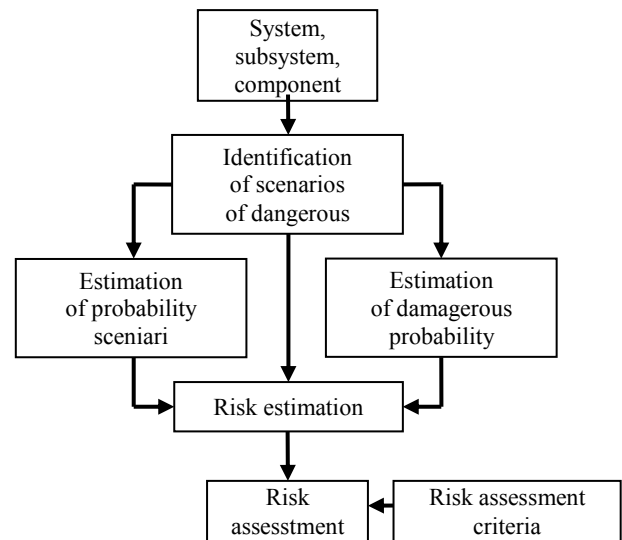 System,
subsystem,
component
Identification
of scenarios
of dangerous
Estimation
of probability
sceniari
Estimation
of damagerous
probability
Risk estimation
Risk
assesstment
Risk assessment
criteria